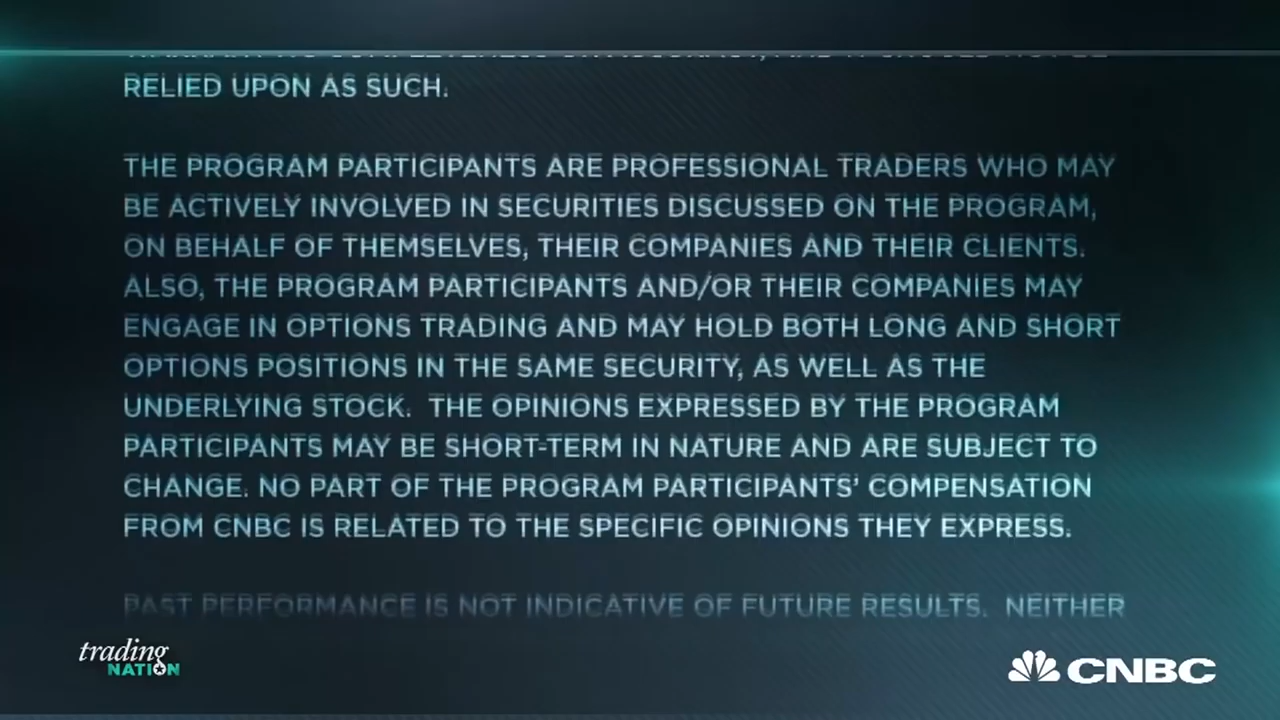 RELIED UPON AS SUCH.
THE PROGRAM PARTICIPANTS ARE PROFESSIONAL TRADERS WHO MAY
BE ACTIVELY INVOLVED IN SECURITIES DISCUSSED ON THE PROGRAM,
ON BEHALF OF THEMSELVES, THEIR COMPANIES AND THEIR CLIENTS.
ALSO, THE PROGRAM PARTICIPANTS AND/OR THEIR COMPANIES MAY
ENGAGE IN OPTIONS TRADING AND MAY HOLD BOTH LONG AND SHORT
OPTIONS POSITIONS IN THE SAME SECURITY, AS WELL AS THE
UNDERLYING STOCK. THE OPINIONS EXPRESSED BY THE PROGRAM
PARTICIPANTS MAY BE SHORT-TERM IN NATURE AND ARE SUBJECT TO
CHANGE. NO PART OF THE PROGRAM PARTICIPANTS’ COMPENSATION
FROM CNBC IS RELATED TO THE SPECIFIC OPINIONS THEY EXPRESS.
PAST PERFORMANCE IS NOT INDICATIVE OF FUTURE RESULTS. NEITHER
trading
NATION
CNBC